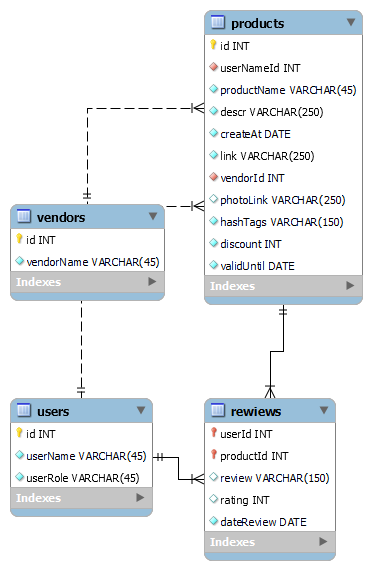 products
id INT
userNameId INT
productName VARCHAR(45)
descr VARCHAR(250)
createAt DATE
link VARCHAR(250)
vendorId INT
photoLink VARCHAR(250)
hashTags VARCHAR(150)
discount INT
validUntil DATE
Indexes
vendors
id INT
vendorName VARCHAR(45)
Indexes
users
id INT
userName VARCHAR(45)
userRole VARCHAR(45)
Indexes
rewiews
userId INT
productId INT
review VARCHAR(150)
rating INT
dateReview DATE
Indexes